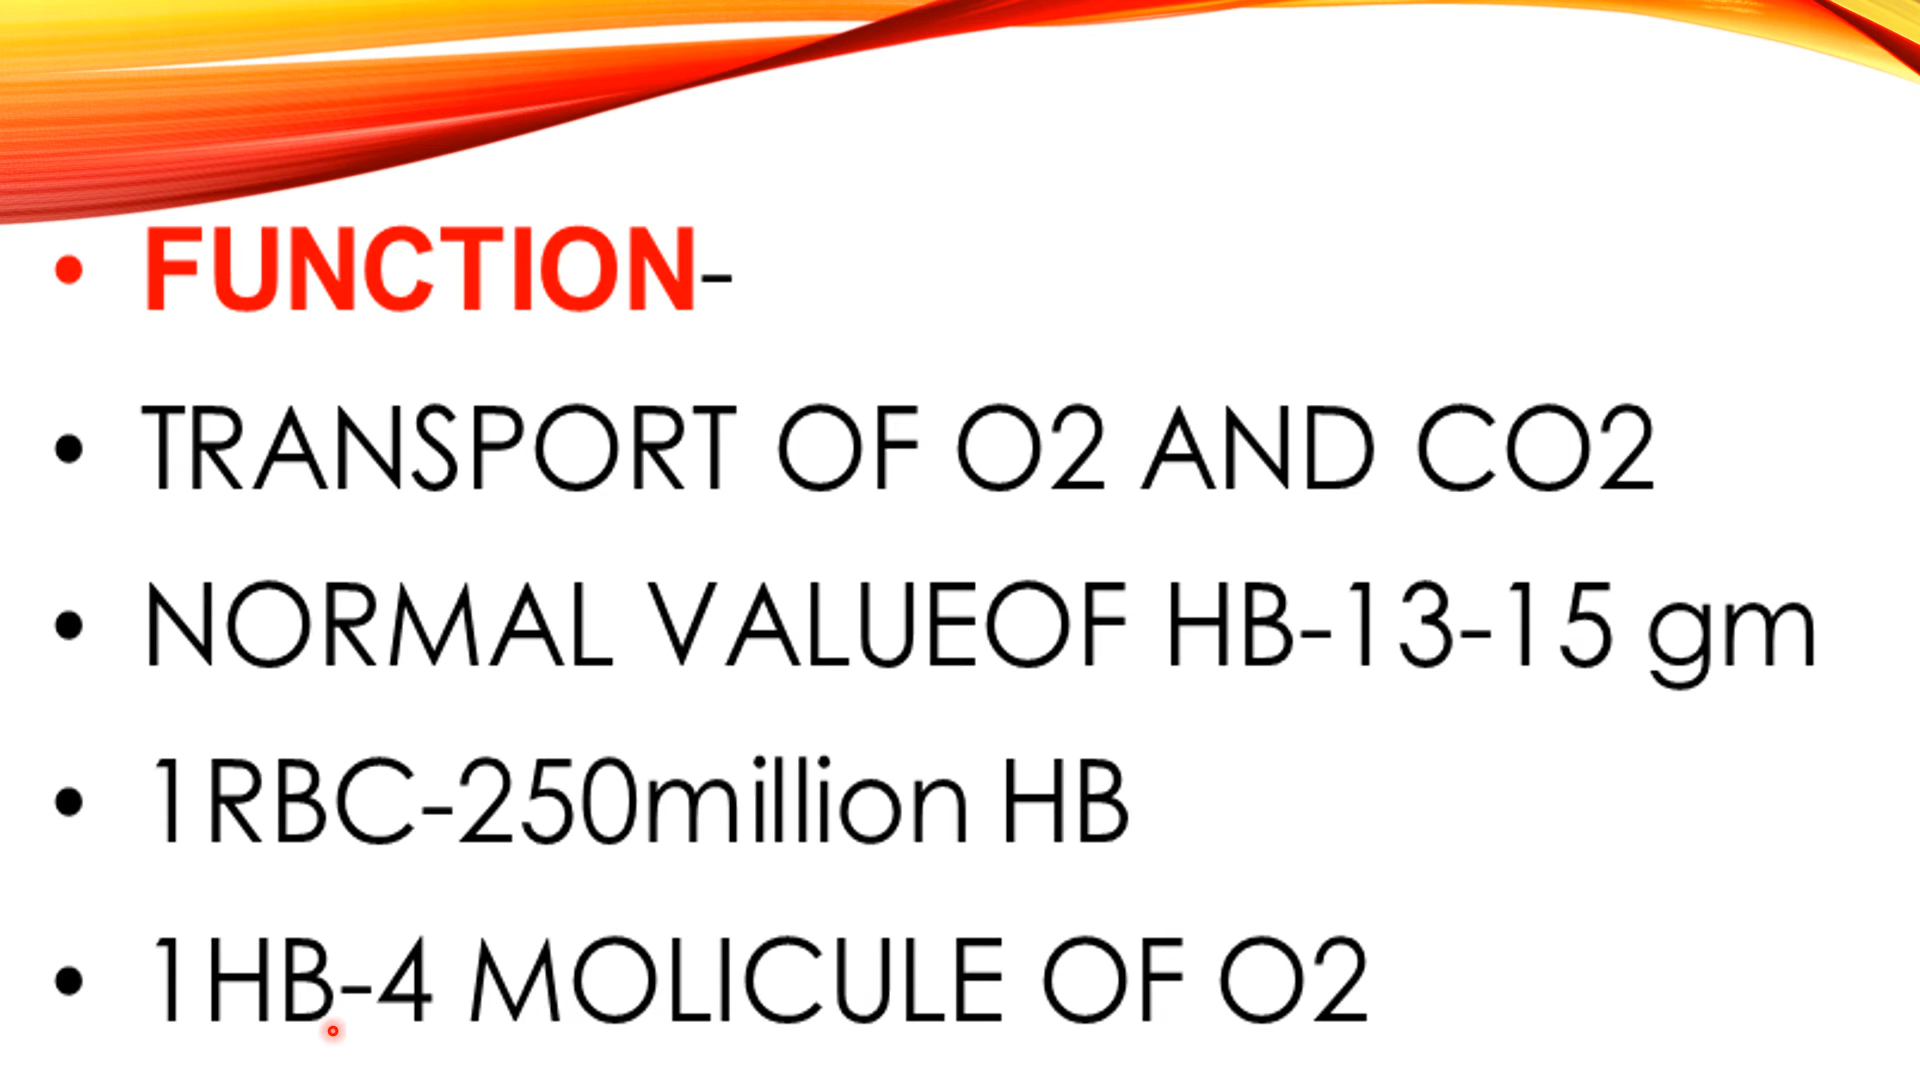 • FUNCTION-
• TRANSPORT OF O2 AND CO2
• NORMAL VALUEOF HB-13-15 gm
• 1RBC-250million HB
• 1HB-4 MOLICULE OF O2